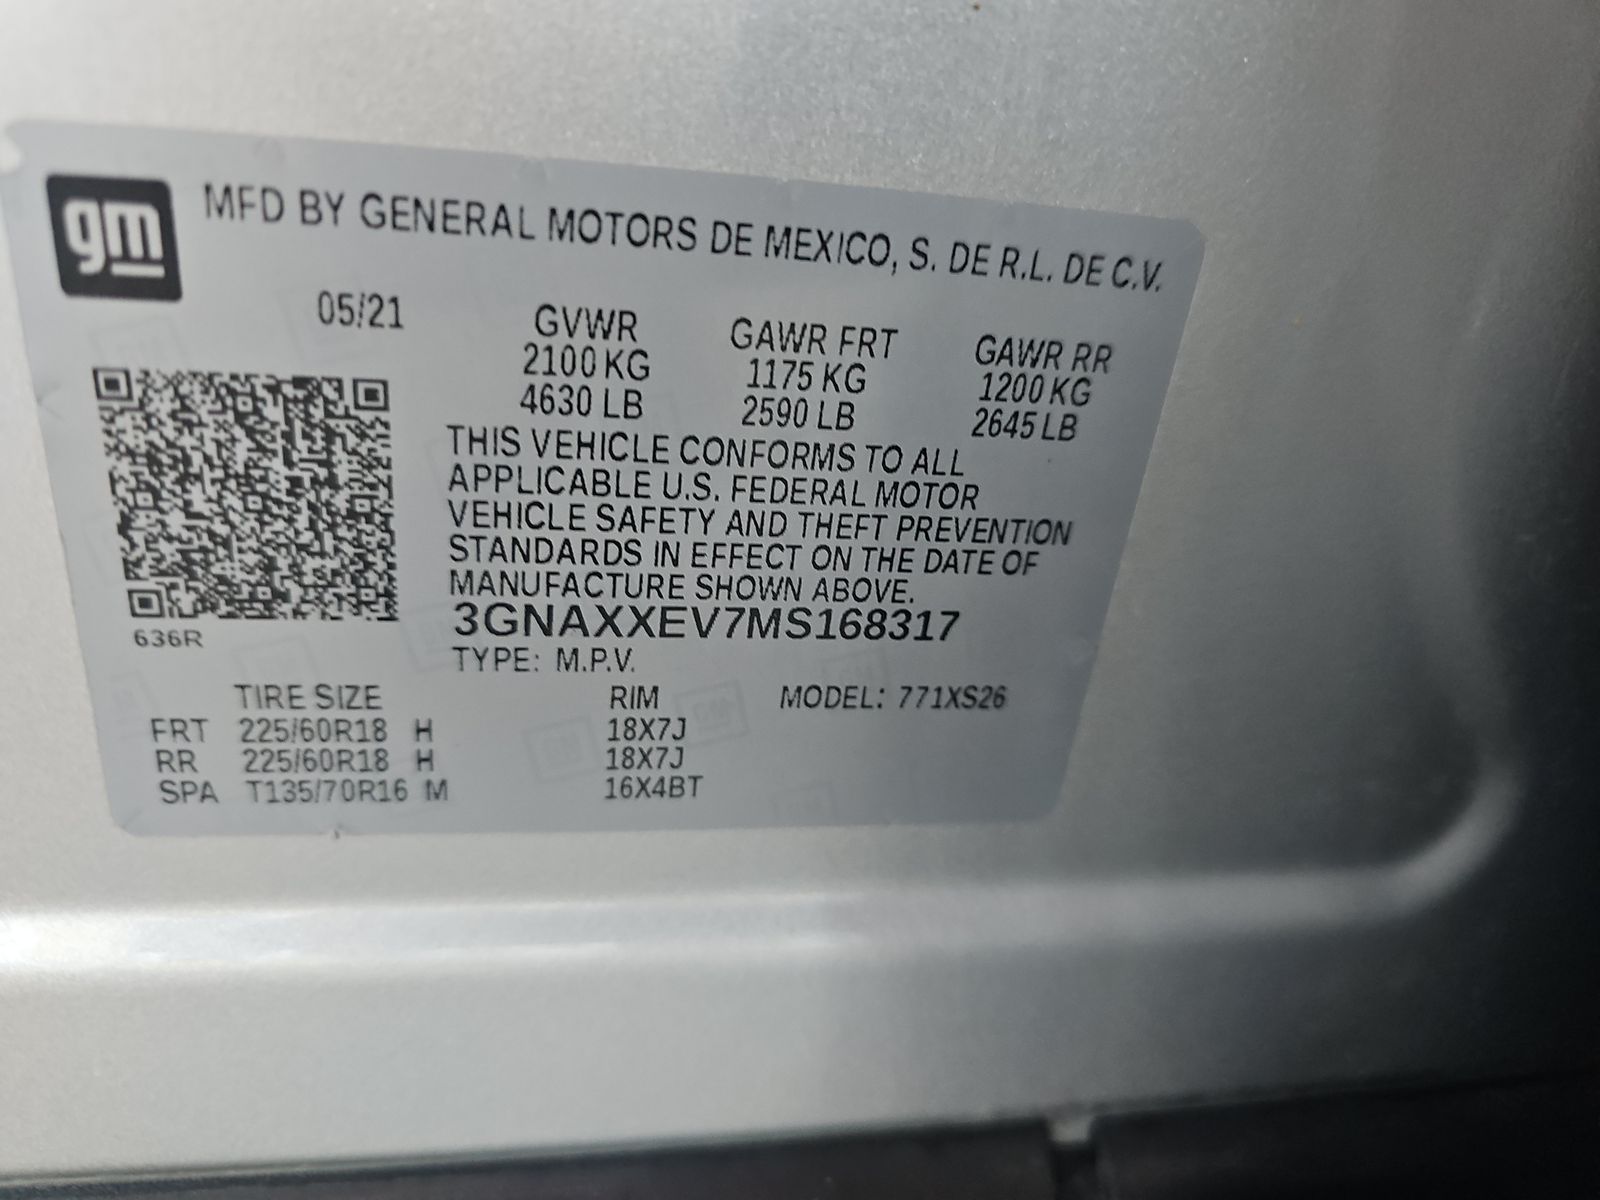 gm MFD BY GENERAL MOTORS DE MEXICO, S. DE R.L. DE C.V.
05/21 GVWR GAWR FRT GAWR RR
2100 KG 1175 KG 1200 KG
4630 LB 2590 LB 2645 LB
THIS VEHICLE CONFORMS TO ALL
APPLICABLE U.S. FEDERAL MOTOR
VEHICLE SAFETY AND THEFT PREVENTION
STANDARDS IN EFFECT ON THE DATE OF
MANUFACTURE SHOWN ABOVE.
3GNAXXEV7MS168317
636R
TYPE: M.P.V.
TIRE SIZE RIM MODEL: 771XS26
FRT 225/60R18 H 18X7J
RR 225/60R18 H 18X7J
SPA T135/70R16 M 16X4BT